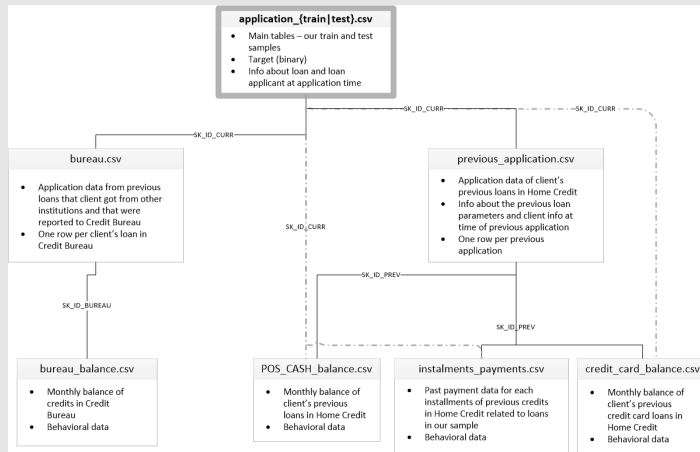 application_{train|test}.csv
• Main tables – our train and test
samples
• Target (binary)
• Info about loan and loan
applicant at application time
SK_ID_CURR
SK_ID_CURR
SK_ID_CURR
bureau.csv
• Application data from previous
loans that client got from other
institutions and that were
reported to Credit Bureau
• One row per client's loan in
Credit Bureau
previous_application.csv
• Application data of client's
previous loans in Home Credit
• Info about the previous loan
parameters and client info at
time of previous application
• One row per previous
application
SK_ID_CURR
SK_ID_PREV
SK_ID_BUREAU
SK_ID_PREV
bureau_balance.csv
• Monthly balance of
credits in Credit
Bureau
• Behavioral data
POS_CASH_balance.csv
• Monthly balance of
client's previous
loans in Home Credit
• Behavioral data
instalments_payments.csv
• Past payment data for each
installments of previous credits
in Home Credit related to loans
in our sample
• Behavioral data
credit_card_balance.csv
• Monthly balance of
client's previous
credit card loans in
Home Credit
• Behavioral data